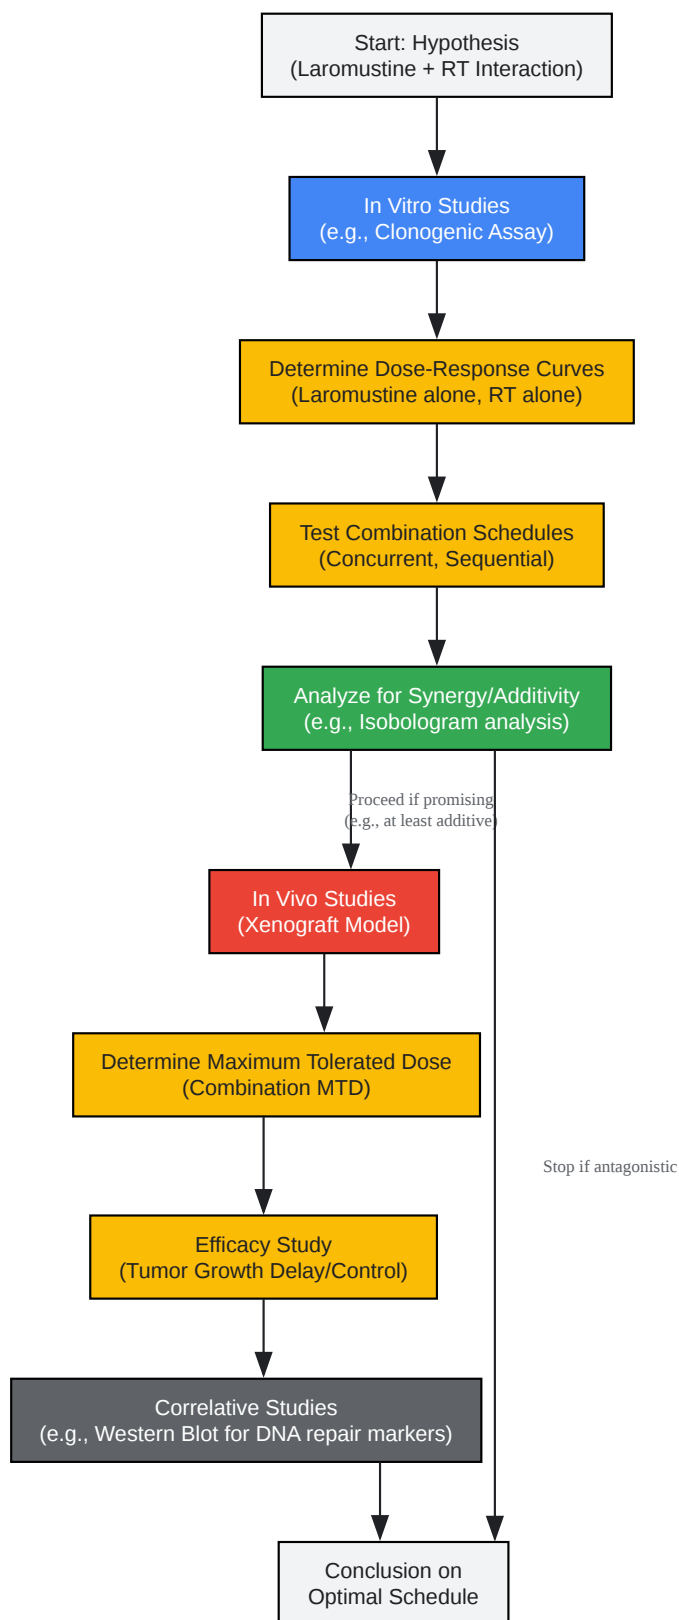 Start: Hypothesis
(Laromustine + RT Interaction)
In Vitro Studies
(e.g., Clonogenic Assay)
Determine Dose-Response Curves
(Laromustine alone, RT alone)
Test Combination Schedules
(Concurrent, Sequential)
Analyze for Synergy/Additivity
(e.g., Isobologram analysis)
Proceed if promising
(e.g., at least additive)
In Vivo Studies
(Xenograft Model)
Determine Maximum Tolerated Dose
(Combination MTD)
Stop if antagonistic
Efficacy Study
(Tumor Growth Delay/Control)
Correlative Studies
(e.g., Western Blot for DNA repair markers)
Conclusion on
Optimal Schedule